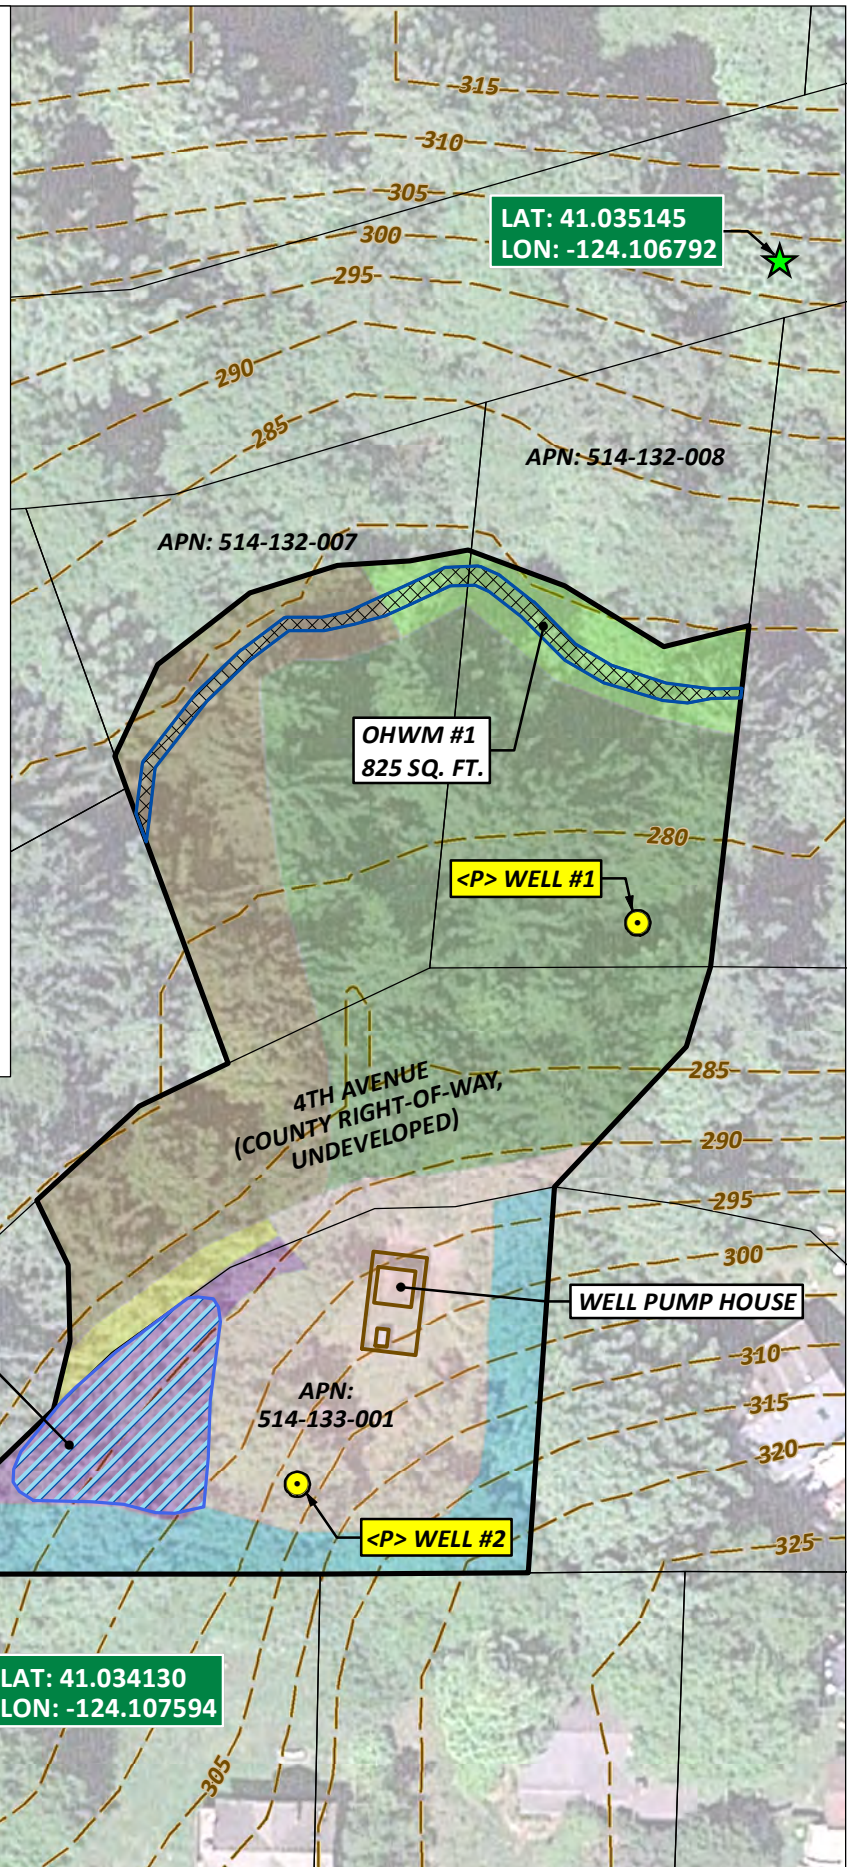 315
310
305
LAT: 41.035145
LON: -124.106792
300
295
290
285
APN: 514-132-008
APN: 514-132-007
OHWM #1
825 SQ. FT.
280
<P> WELL #1
285
4TH AVENUE
(COUNTY RIGHT-OF-WAY,
UNDEVELOPED)
290
295
300
WELL PUMP HOUSE
310
APN:
514-133-001
315
320
<P> WELL #2
325
LAT: 41.034130
LON: -124.107594
305